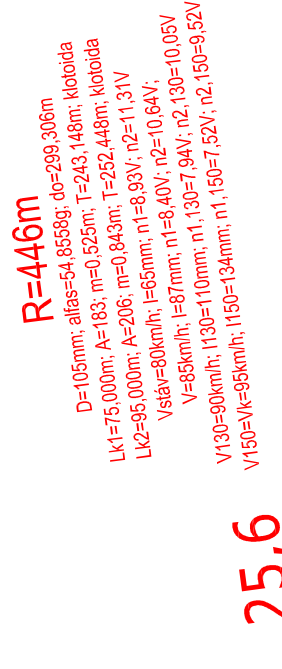 R=446m
D=105mm; alfas=54,8558g; do=299,306m
Lk1=75,000m; A=183; m=0,525m; T=243,148m; klotoida
Lk2=95,000m; A=206; m=0,843m; T=252,448m; klotoida
Vstáv=80km/h; I=65mm; n1=8,93V; n2=11,31V
V=85km/h; I=87mm; n1=8,40V; n2=10,64V;
V130=90km/h; I130=110mm; n1,130=7,94V; n2,130=10,05V
V150=Vk=95km/h; I150=134mm; n1,150=7,52V; n2,150=9,52V
25,6